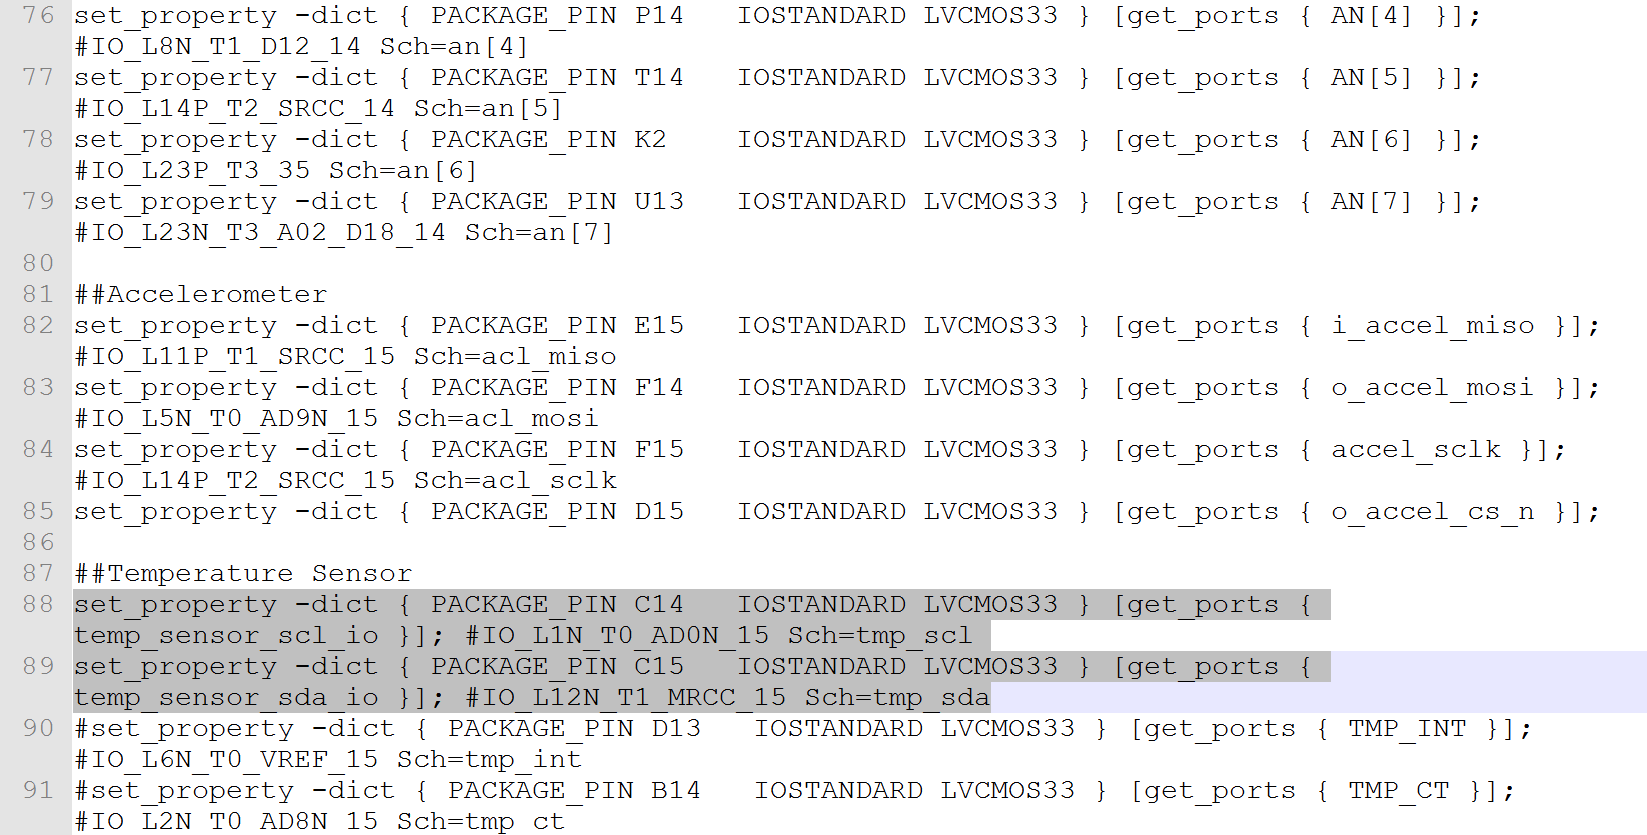 76 set_property -dict { PACKAGE_PIN P14   IOSTANDARD LVCMOS33 } [get_ports { AN[4] }];
#IO_L8N_T1_D12_14 Sch=an[4]
77 set_property -dict { PACKAGE_PIN T14   IOSTANDARD LVCMOS33 } [get_ports { AN[5] }];
#IO_L14P_T2_SRCC_14 Sch=an[5]
78 set_property -dict { PACKAGE_PIN K2    IOSTANDARD LVCMOS33 } [get_ports { AN[6] }];
#IO_L23P_T3_35 Sch=an[6]
79 set_property -dict { PACKAGE_PIN U13   IOSTANDARD LVCMOS33 } [get_ports { AN[7] }];
#IO_L23N_T3_A02_D18_14 Sch=an[7]
80
81 ##Accelerometer
82 set_property -dict { PACKAGE_PIN E15   IOSTANDARD LVCMOS33 } [get_ports { i_accel_miso }];
#IO_L11P_T1_SRCC_15 Sch=acl_miso
83 set_property -dict { PACKAGE_PIN F14   IOSTANDARD LVCMOS33 } [get_ports { o_accel_mosi }];
#IO_L5N_T0_AD9N_15 Sch=acl_mosi
84 set_property -dict { PACKAGE_PIN F15   IOSTANDARD LVCMOS33 } [get_ports { accel_sclk }];
#IO_L14P_T2_SRCC_15 Sch=acl_sclk
85 set_property -dict { PACKAGE_PIN D15   IOSTANDARD LVCMOS33 } [get_ports { o_accel_cs_n }];
86
87 ##Temperature Sensor
88 set_property -dict { PACKAGE_PIN C14   IOSTANDARD LVCMOS33 } [get_ports {
temp_sensor_scl_io }]; #IO_L1N_T0_AD0N_15 Sch=tmp_scl
89 set_property -dict { PACKAGE_PIN C15   IOSTANDARD LVCMOS33 } [get_ports {
temp_sensor_sda_io }]; #IO_L12N_T1_MRCC_15 Sch=tmp_sda
90 #set_property -dict { PACKAGE_PIN D13   IOSTANDARD LVCMOS33 } [get_ports { TMP_INT }];
#IO_L6N_T0_VREF_15 Sch=tmp_int
91 #set_property -dict { PACKAGE_PIN B14   IOSTANDARD LVCMOS33 } [get_ports { TMP_CT }];
#IO_L2N_T0_AD8N_15 Sch=tmp_ct